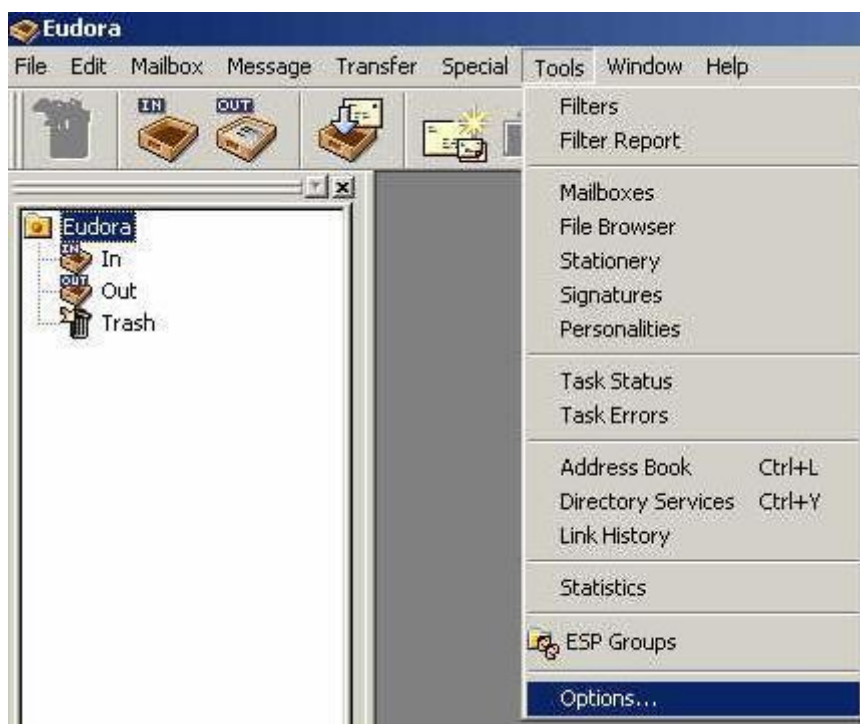 Eudora
File Edit Mailbox Message Transfer Special Tools Window Help
IN OUT
Filters
Filter Report
Mailboxes
File Browser
Stationery
Signatures
Personalities
Task Status
Task Errors
Address Book Ctrl+L
Directory Services Ctrl+Y
Link History
Statistics
ESP Groups
Options...
Eudora
IN
In
OUT
Out
Trash